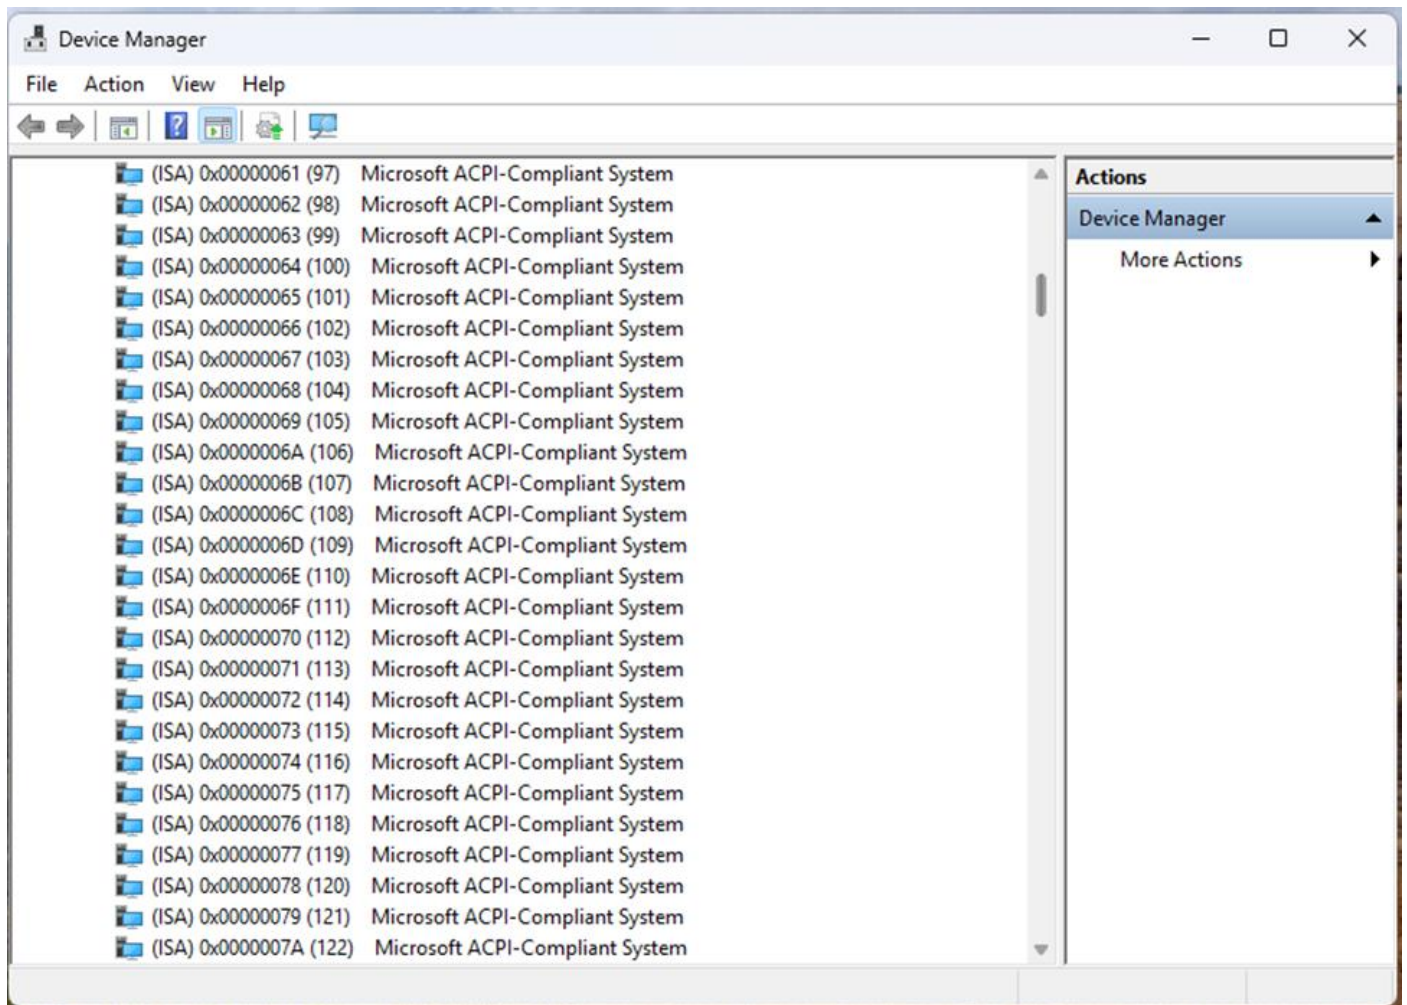 Device Manager
File Action View Help
(ISA) 0x00000061 (97) Microsoft ACPI-Compliant System
(ISA) 0x00000062 (98) Microsoft ACPI-Compliant System
(ISA) 0x00000063 (99) Microsoft ACPI-Compliant System
(ISA) 0x00000064 (100) Microsoft ACPI-Compliant System
(ISA) 0x00000065 (101) Microsoft ACPI-Compliant System
(ISA) 0x00000066 (102) Microsoft ACPI-Compliant System
(ISA) 0x00000067 (103) Microsoft ACPI-Compliant System
(ISA) 0x00000068 (104) Microsoft ACPI-Compliant System
(ISA) 0x00000069 (105) Microsoft ACPI-Compliant System
(ISA) 0x0000006A (106) Microsoft ACPI-Compliant System
(ISA) 0x0000006B (107) Microsoft ACPI-Compliant System
(ISA) 0x0000006C (108) Microsoft ACPI-Compliant System
(ISA) 0x0000006D (109) Microsoft ACPI-Compliant System
(ISA) 0x0000006E (110) Microsoft ACPI-Compliant System
(ISA) 0x0000006F (111) Microsoft ACPI-Compliant System
(ISA) 0x00000070 (112) Microsoft ACPI-Compliant System
(ISA) 0x00000071 (113) Microsoft ACPI-Compliant System
(ISA) 0x00000072 (114) Microsoft ACPI-Compliant System
(ISA) 0x00000073 (115) Microsoft ACPI-Compliant System
(ISA) 0x00000074 (116) Microsoft ACPI-Compliant System
(ISA) 0x00000075 (117) Microsoft ACPI-Compliant System
(ISA) 0x00000076 (118) Microsoft ACPI-Compliant System
(ISA) 0x00000077 (119) Microsoft ACPI-Compliant System
(ISA) 0x00000078 (120) Microsoft ACPI-Compliant System
(ISA) 0x00000079 (121) Microsoft ACPI-Compliant System
(ISA) 0x0000007A (122) Microsoft ACPI-Compliant System
Actions
Device Manager
More Actions